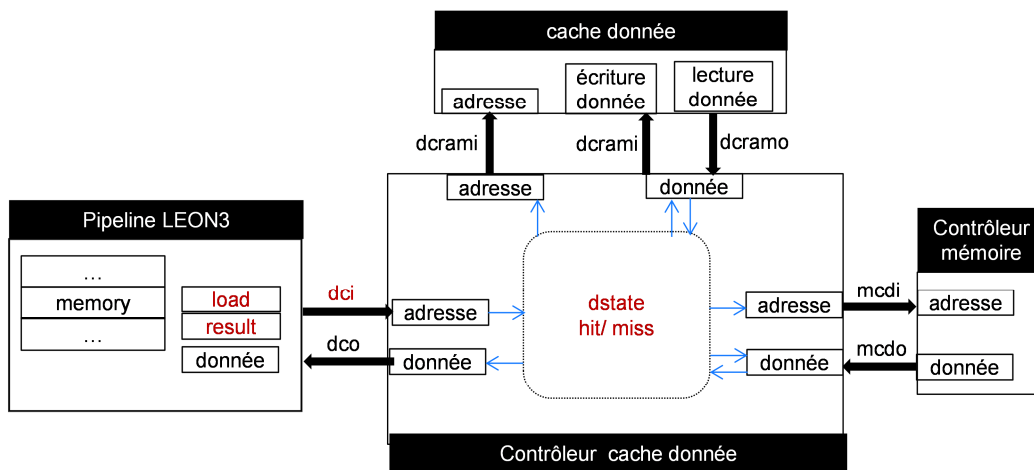 cache donnée
adresse
écriture
donnée
lecture
donnée
dcrami
dcrami
dcramo
adresse
donnée
Pipeline LEON3
…
memory
…
load
result
donnée
dci
dco
adresse
donnée
dstate
hit/ miss
adresse
donnée
mcdi
mcdo
Contrôleur
mémoire
adresse
donnée
Contrôleur cache donnée